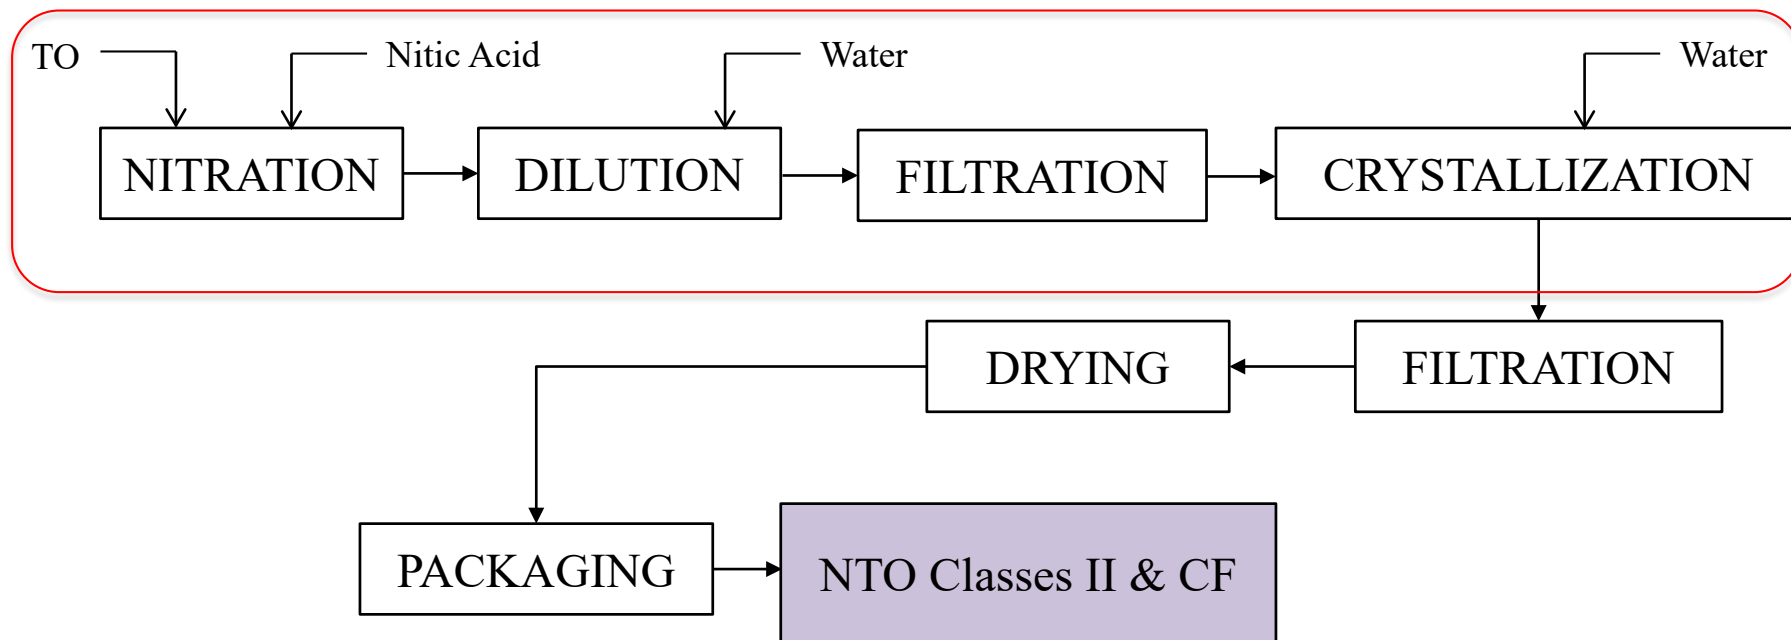 TO
Nitic Acid
Water
Water
NITRATION
DILUTION
FILTRATION
CRYSTALLIZATION
DRYING
FILTRATION
PACKAGING
NTO Classes II & CF